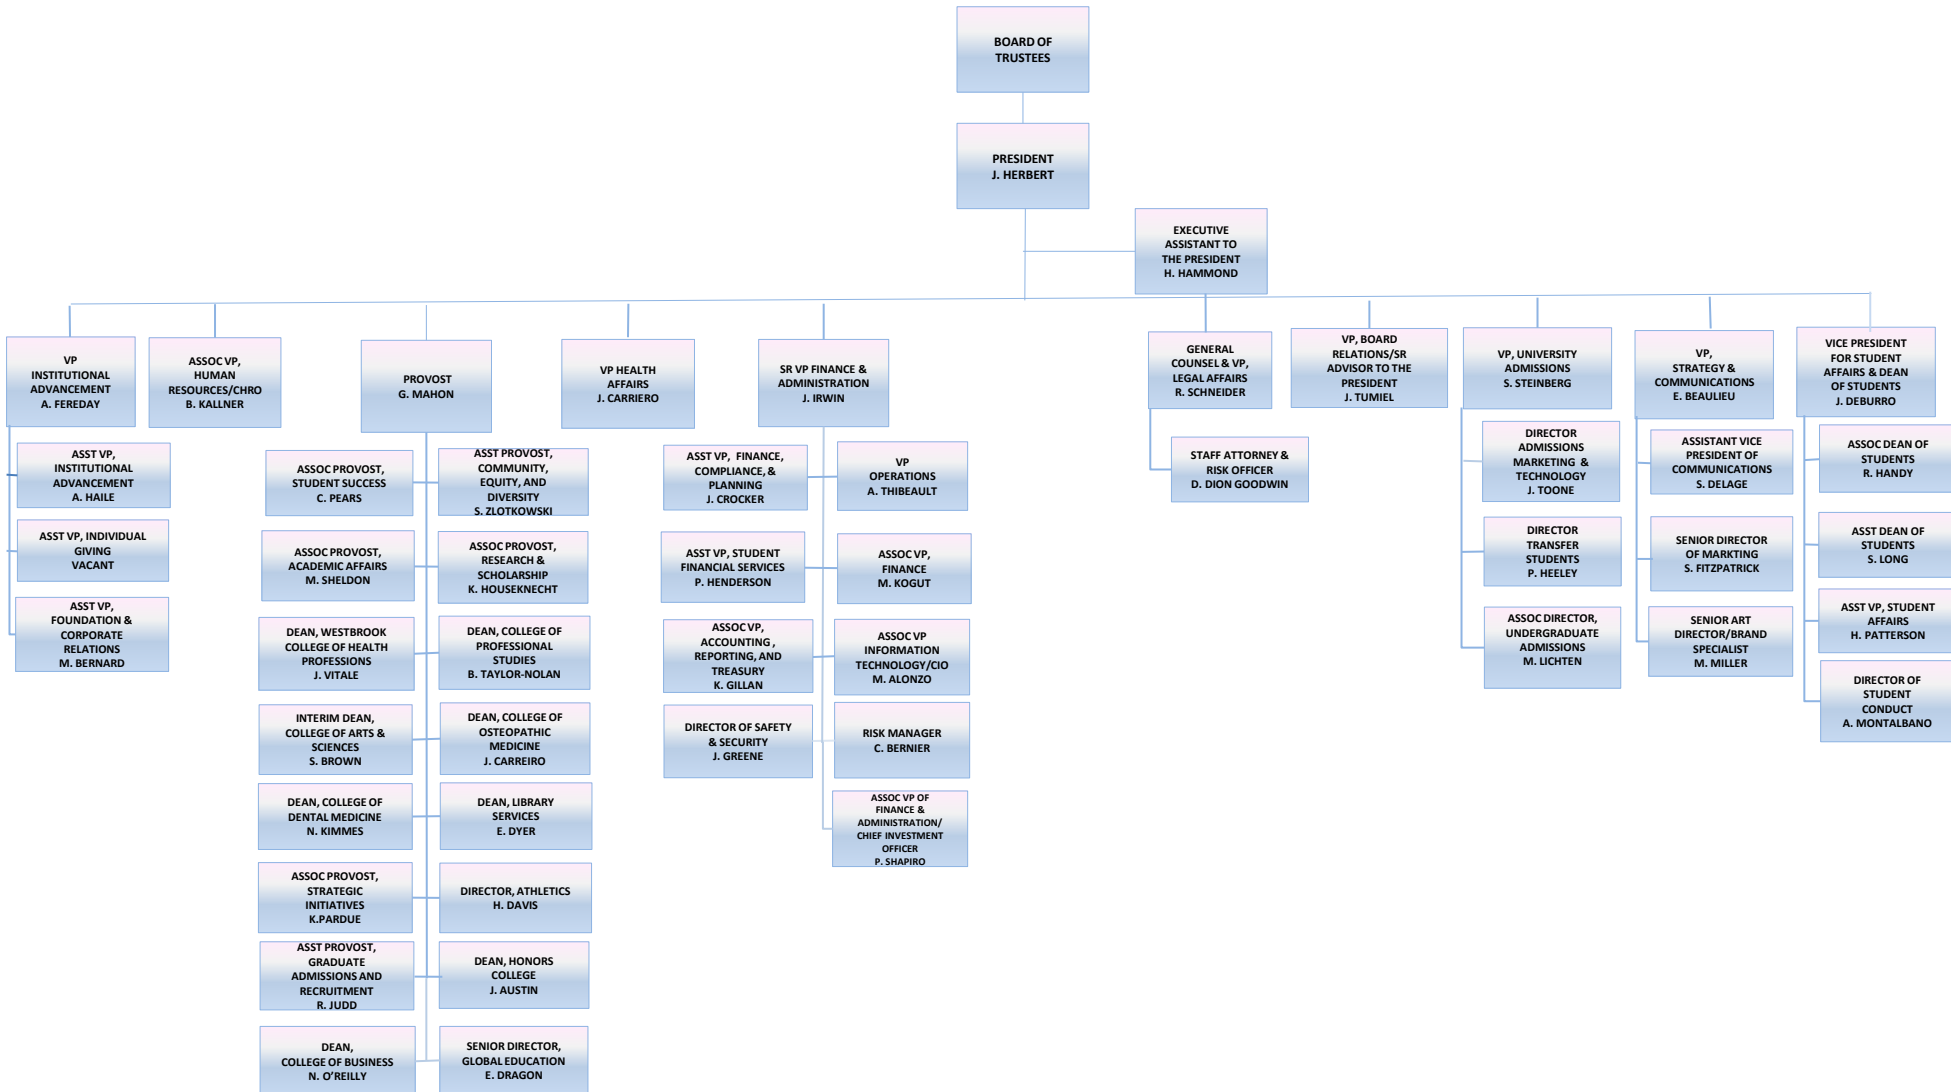 BOARD OF
TRUSTEES
PRESIDENT
J. HERBERT
EXECUTIVE
ASSISTANT TO
THE PRESIDENT
H. HAMMOND
VP
INSTITUTIONAL
ADVANCEMENT
A. FEREDAY
ASSOC VP,
HUMAN
RESOURCES/CHRO
B. KALLNER
PROVOST
G. MAHON
VP HEALTH
AFFAIRS
J. CARRIERO
SR VP FINANCE &
ADMINISTRATION
J. IRWIN
GENERAL
COUNSEL & VP,
LEGAL AFFAIRS
R. SCHNEIDER
VP, BOARD
RELATIONS/SR
ADVISOR TO THE
PRESIDENT
J. TUMIEL
VP, UNIVERSITY
ADMISSIONS
S. STEINBERG
VP,
STRATEGY &
COMMUNICATIONS
E. BEAULIEU
VICE PRESIDENT
FOR STUDENT
AFFAIRS & DEAN
OF STUDENTS
J. DEBURRO
ASST VP,
INSTITUTIONAL
ADVANCEMENT
A. HAILE
ASST VP, INDIVIDUAL
GIVING
VACANT
ASST VP,
FOUNDATION &
CORPORATE
RELATIONS
M. BERNARD
ASSOC PROVOST,
STUDENT SUCCESS
C. PEARS
ASST PROVOST,
COMMUNITY,
EQUITY, AND
DIVERSITY
S. ZLOTKOWSKI
ASSOC PROVOST,
ACADEMIC AFFAIRS
M. SHELDON
ASSOC PROVOST,
RESEARCH &
SCHOLARSHIP
K. HOUSEKNECHT
DEAN, WESTBROOK
COLLEGE OF HEALTH
PROFESSIONS
J. VITALE
DEAN, COLLEGE OF
PROFESSIONAL
STUDIES
B. TAYLOR-NOLAN
INTERIM DEAN,
COLLEGE OF ARTS &
SCIENCES
S. BROWN
DEAN, COLLEGE OF
OSTEOPATHIC
MEDICINE
J. CARREIRO
DEAN, COLLEGE OF
DENTAL MEDICINE
N. KIMMES
DEAN, LIBRARY
SERVICES
E. DYER
ASSOC PROVOST,
STRATEGIC
INITIATIVES
K.PARDUE
DIRECTOR, ATHLETICS
H. DAVIS
ASST PROVOST,
GRADUATE
ADMISSIONS AND
RECRUITMENT
R. JUDD
DEAN, HONORS
COLLEGE
J. AUSTIN
DEAN,
COLLEGE OF BUSINESS
N. O'REILLY
SENIOR DIRECTOR,
GLOBAL EDUCATION
E. DRAGON
ASST VP, FINANCE,
COMPLIANCE, &
PLANNING
J. CROCKER
VP
OPERATIONS
A. THIBEAULT
ASST VP, STUDENT
FINANCIAL SERVICES
P. HENDERSON
ASSOC VP,
FINANCE
M. KOGUT
ASSOC VP,
ACCOUNTING ,
REPORTING, AND
TREASURY
K. GILLAN
ASSOC VP
INFORMATION
TECHNOLOGY/CIO
M. ALONZO
DIRECTOR OF SAFETY
& SECURITY
J. GREENE
RISK MANAGER
C. BERNIER
ASSOC VP OF
FINANCE &
ADMINISTRATION/
CHIEF INVESTMENT
OFFICER
P. SHAPIRO
STAFF ATTORNEY &
RISK OFFICER
D. DION GOODWIN
DIRECTOR
ADMISSIONS
MARKETING &
TECHNOLOGY
J. TOONE
DIRECTOR
TRANSFER
STUDENTS
P. HEELEY
ASSOC DIRECTOR,
UNDERGRADUATE
ADMISSIONS
M. LICHTEN
ASSISTANT VICE
PRESIDENT OF
COMMUNICATIONS
S. DELAGE
SENIOR DIRECTOR
OF MARKTING
S. FITZPATRICK
SENIOR ART
DIRECTOR/BRAND
SPECIALIST
M. MILLER
ASSOC DEAN OF
STUDENTS
R. HANDY
ASST DEAN OF
STUDENTS
S. LONG
ASST VP, STUDENT
AFFAIRS
H. PATTERSON
DIRECTOR OF
STUDENT
CONDUCT
A. MONTALBANO